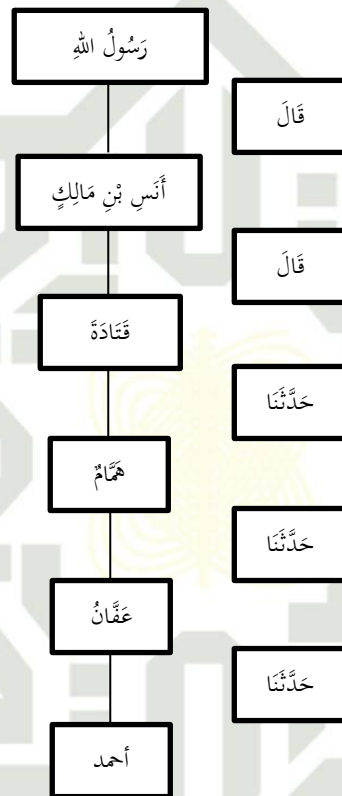 رَسُولُ اللهِ
قَالَ
أَنَسِ بْنِ مَالِكٍ
قَالَ
قَتَادَةَ
حَدَّثَنَا
هَمَّامٌ
حَدَّثَنَا
عَفَّانُ
حَدَّثَنَا
أحمد